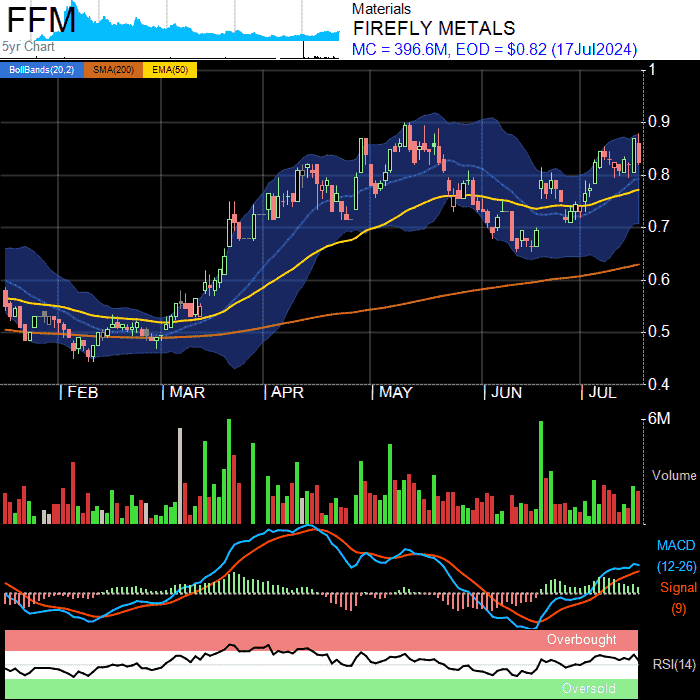 FFM
5yr Chart
Materials
FIREFLY METALS
MC = 396.6M, EOD = $0.82 (17Jul2024)
BollBands(20,2) SMA(200) EMA(50)
1
0.9
0.8
0.7
0.6
0.5
0.4
FEB MAR APR MAY JUN JUL
6M
Volume
MACD
(12-26)
Signal
(9)
Overbought
RSI(14)
Oversold